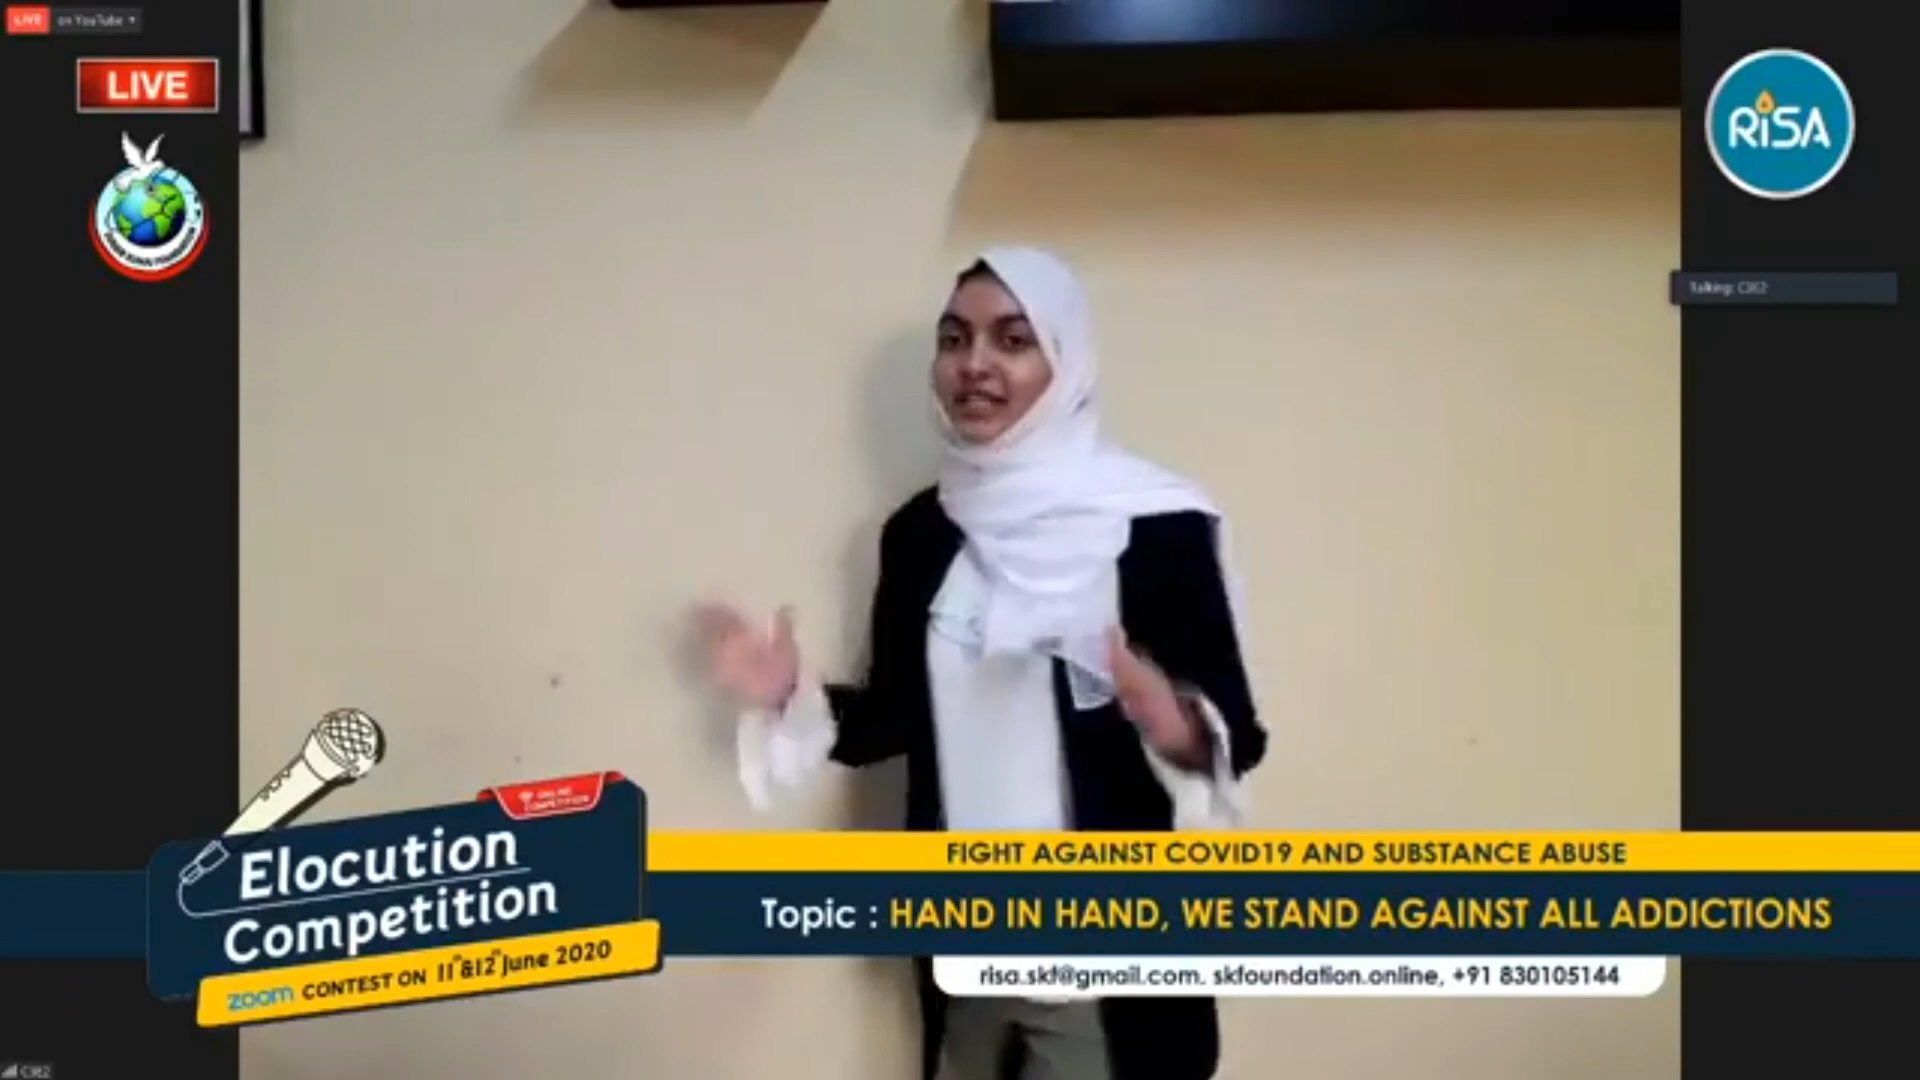 LIVE on YouTube
LIVE
RiSA
ONLINE
COMPETITION
Elocution
Competition
zoom CONTEST ON 11th&12th June 2020
FIGHT AGAINST COVID19 AND SUBSTANCE ABUSE
Topic : HAND IN HAND, WE STAND AGAINST ALL ADDICTIONS
risa.skf@gmail.com. skfoundation.online, +91 830105144